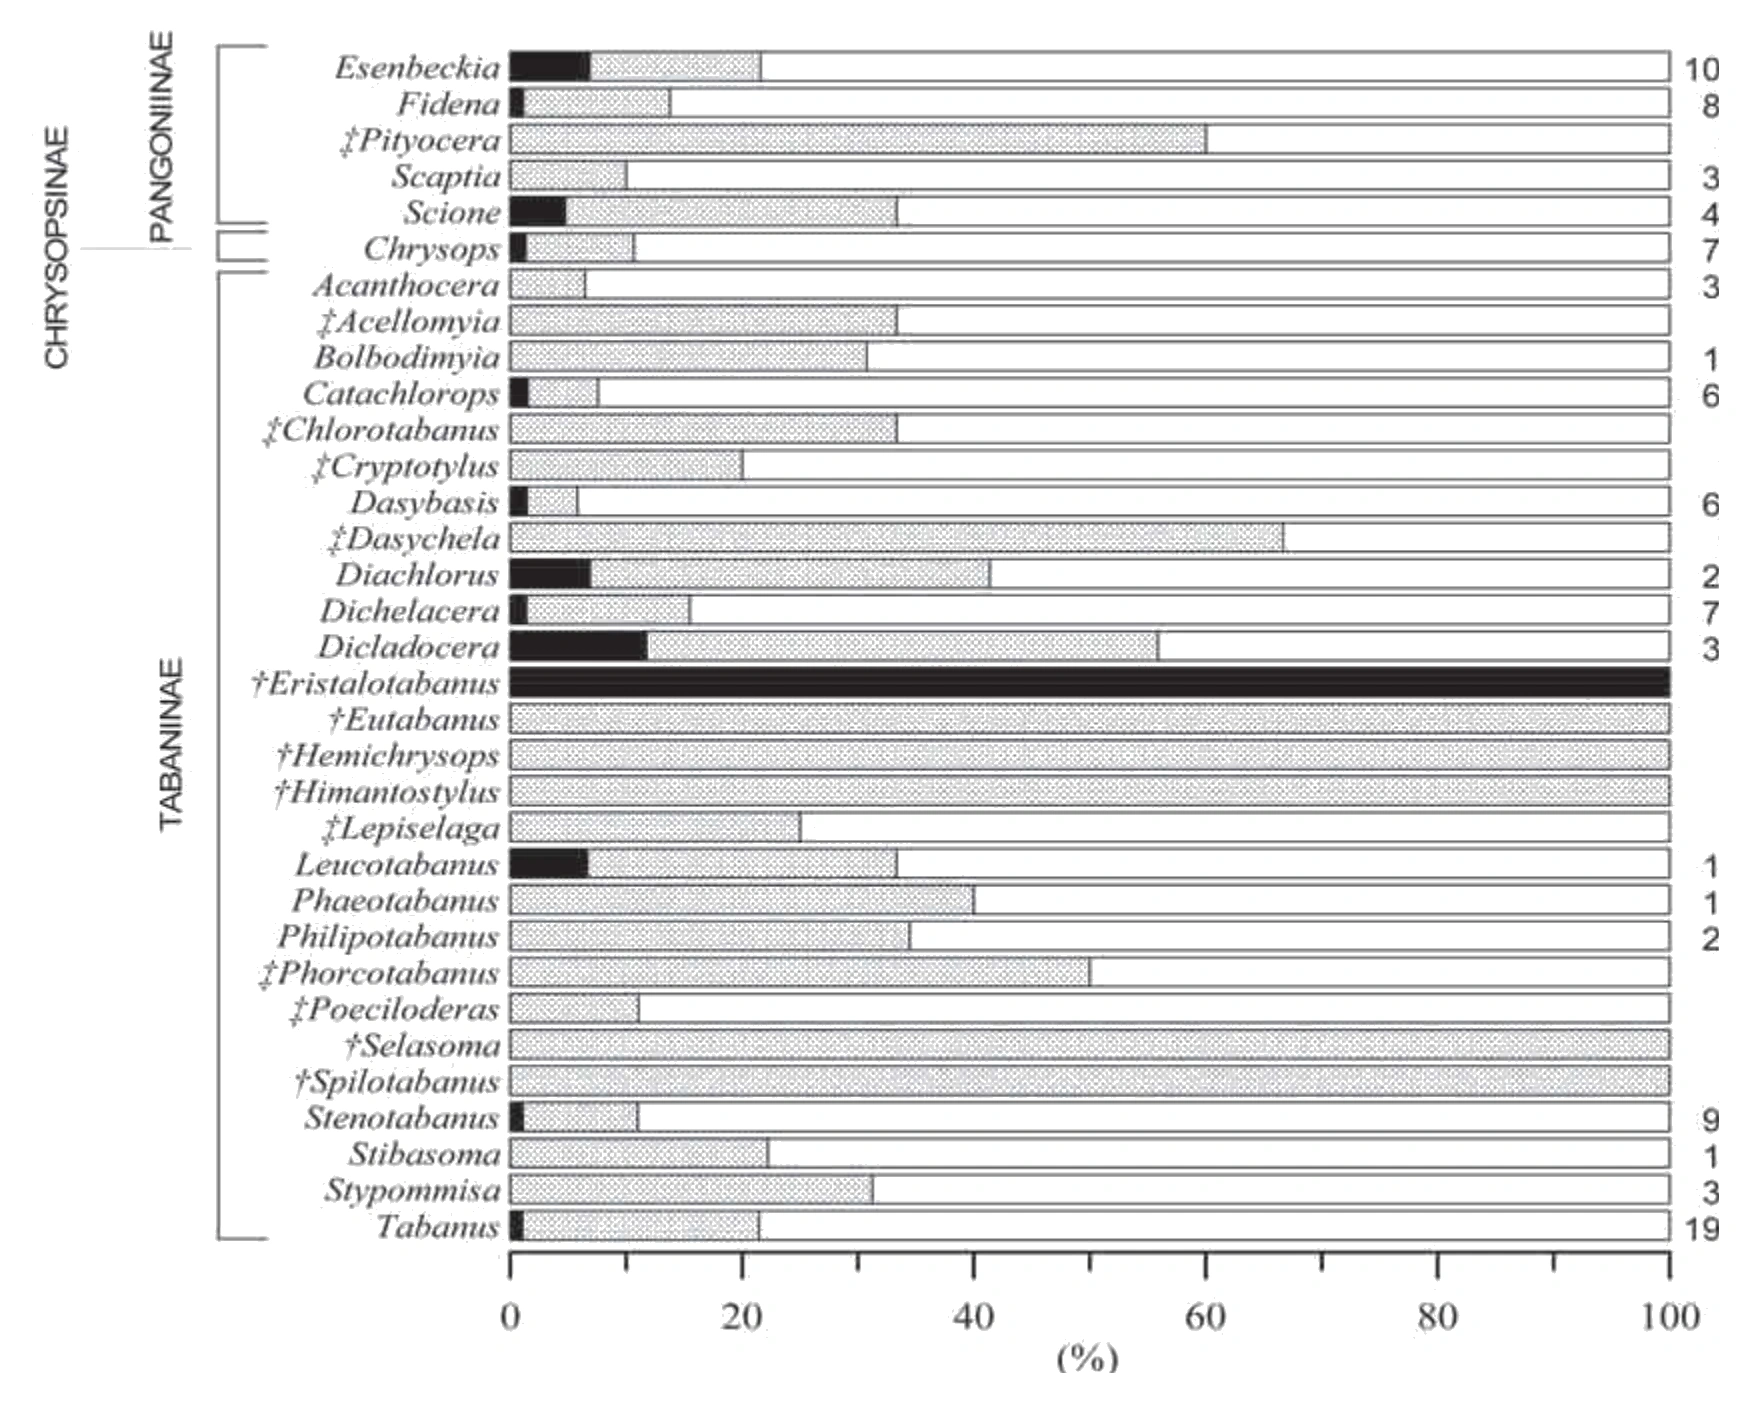 CHRYSOPSINAE
PANGONIINAE
TABANINAE
Esenbeckia 10
Fidena 8
‡Pityocera
Scaptia 3
Scione 4
Chrysops 7
Acanthocera 3
‡Acellomyia
Bolbodimyia 1
Catachlorops 6
‡Chlorotabanus
‡Cryptotylus
Dasybasis 6
‡Dasychela
Diachlorus 2
Dichelacera 7
Dicladocera 3
†Eristalotabanus
†Eutabanus
†Hemichrysops
†Himantostylus
‡Lepiselaga
Leucotabanus 1
Phaeotabanus 1
Philipotabanus 2
‡Phorcotabanus
‡Poeciloderas
†Selasoma
†Spilotabanus
Stenotabanus 9
Stibasoma 1
Stypommisa 3
Tabanus 19
0 20 40 60 80 100
(%)